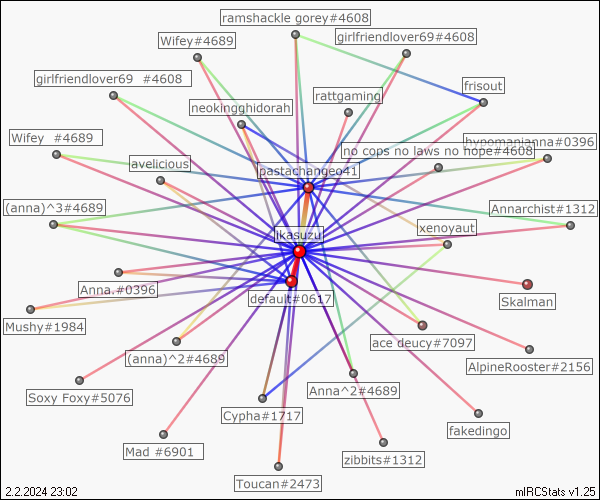 ramshackle gorey#4608
girlfriendlover69#4608
Wifey#4689
girlfriendlover69 #4608
frisout
neokingghidorah
rattgaming
Wifey #4689
hypomanianna#0396
no cops no laws no hope#4608
avelicious
pastachangeo41
(anna)^3#4689
Annarchist#1312
xenoyaut
ikasuzu
Anna.#0396
default#0617
Skalman
Mushy#1984
(anna)^2#4689
ace deucy#7097
AlpineRooster#2156
Soxy Foxy#5076
Anna^2#4689
Cypha#1717
fakedingo
Mad #6901
zibbits#1312
Toucan#2473
2.2.2024 23:02
mIRCStats v1.25